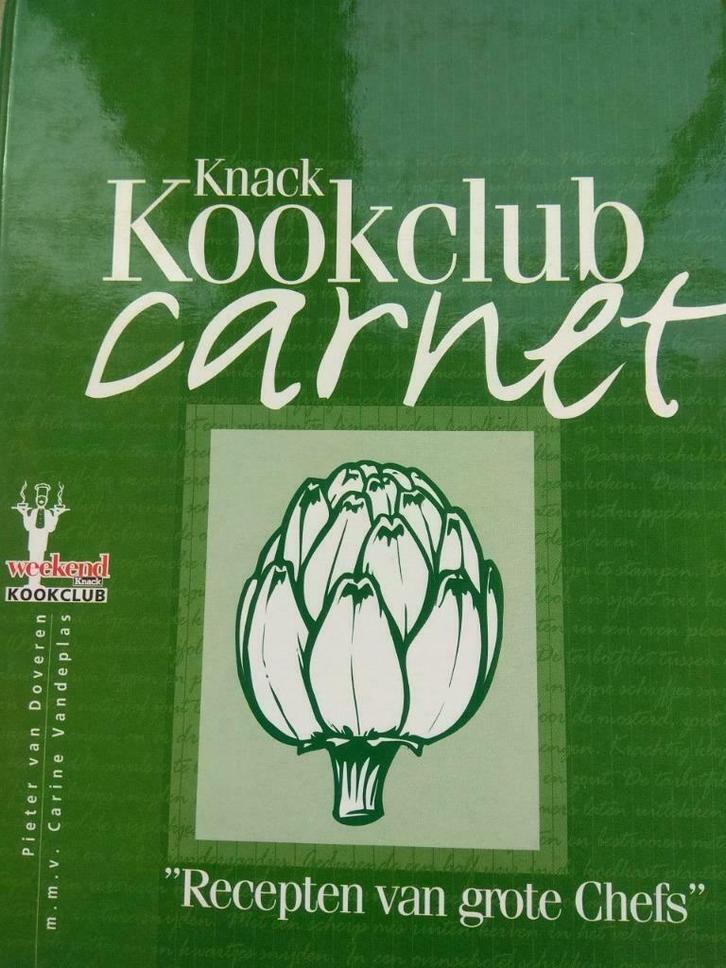 Knack
Kookclub
carnet
weekend
Knack
KOOKCLUB
Pieter van Doveren
m.m.v. Carine Vandeplas
"Recepten van grote Chefs"